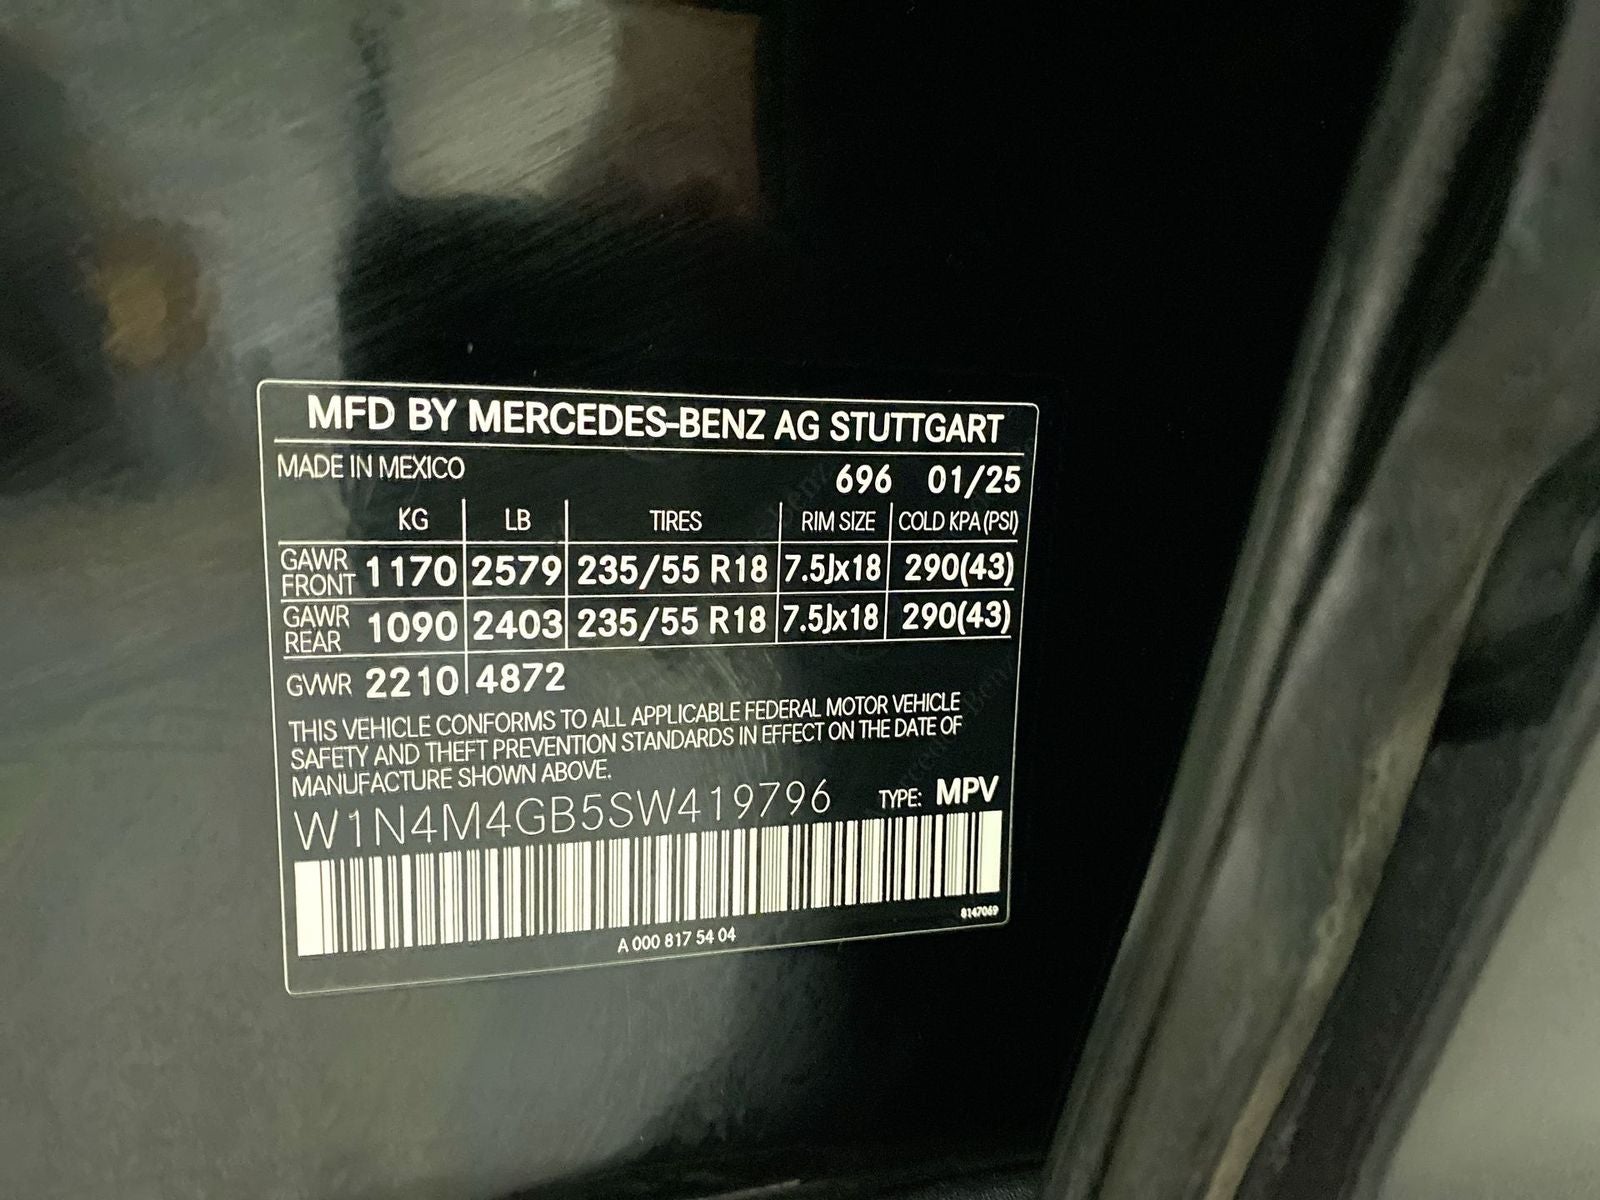 MFD BY MERCEDES-BENZ AG STUTTGART
MADE IN MEXICO 696 01/25
KG LB TIRES RIM SIZE COLD KPA (PSI)
GAWR FRONT 1170 2579 235/55 R18 7.5Jx18 290(43)
GAWR REAR 1090 2403 235/55 R18 7.5Jx18 290(43)
GVWR 2210 4872
THIS VEHICLE CONFORMS TO ALL APPLICABLE FEDERAL MOTOR VEHICLE
SAFETY AND THEFT PREVENTION STANDARDS IN EFFECT ON THE DATE OF
MANUFACTURE SHOWN ABOVE.
W1N4M4GB5SW419796 TYPE: MPV
8147069
A 000 817 54 04